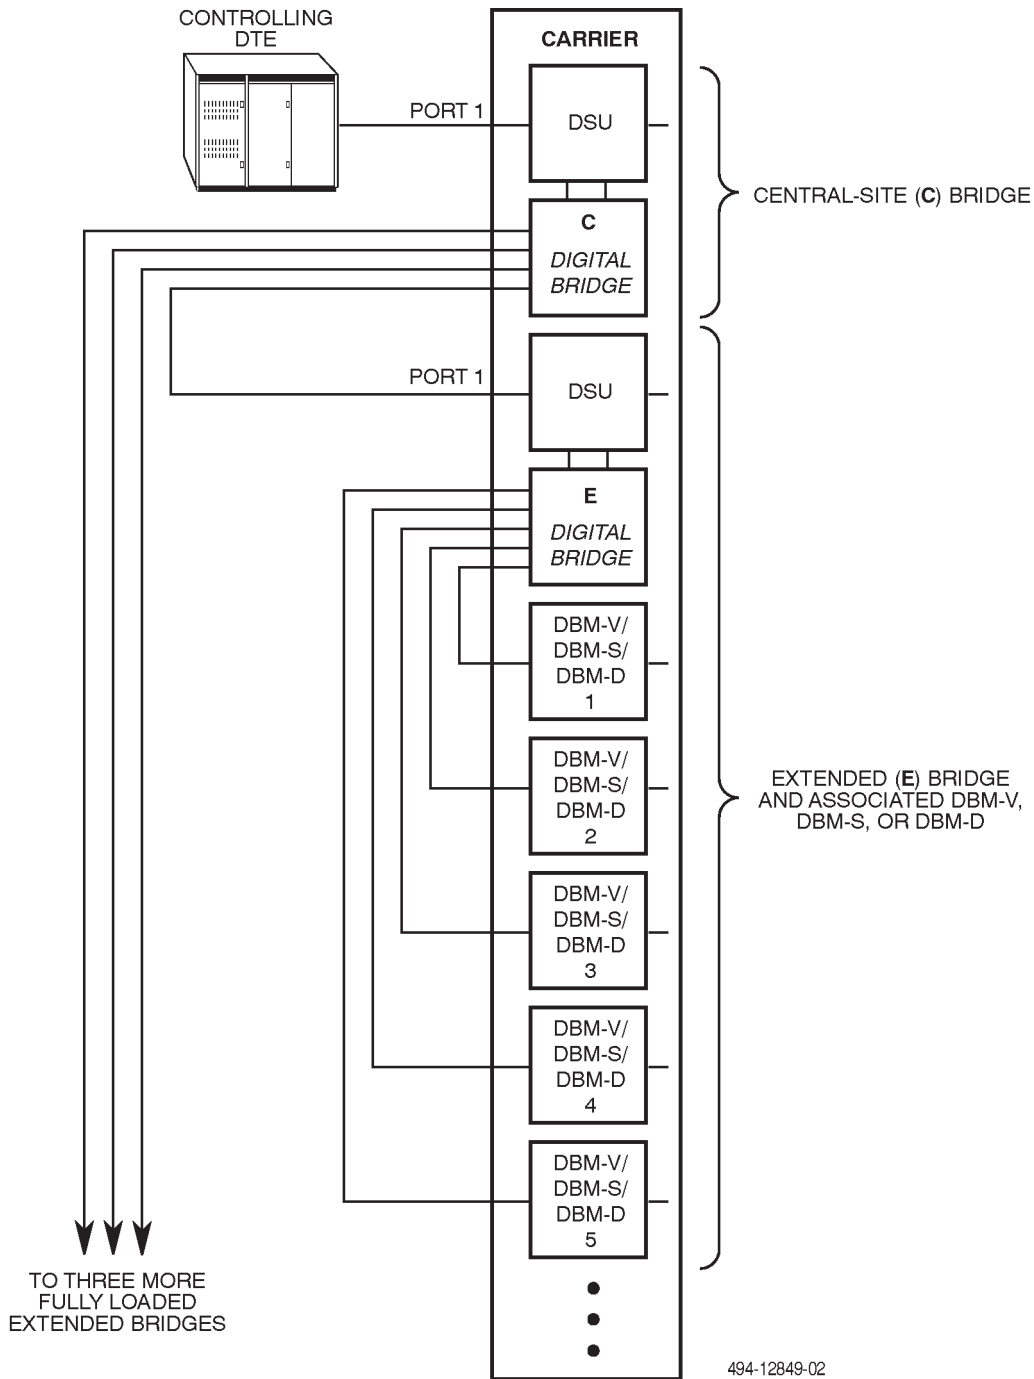 CONTROLLING
DTE
CARRIER
PORT 1
DSU
C
DIGITAL
BRIDGE
CENTRAL-SITE (C) BRIDGE
PORT 1
DSU
E
DIGITAL
BRIDGE
DBM-V/
DBM-S/
DBM-D
1
DBM-V/
DBM-S/
DBM-D
2
EXTENDED (E) BRIDGE
AND ASSOCIATED DBM-V,
DBM-S, OR DBM-D
DBM-V/
DBM-S/
DBM-D
3
DBM-V/
DBM-S/
DBM-D
4
DBM-V/
DBM-S/
DBM-D
5
TO THREE MORE
FULLY LOADED
EXTENDED BRIDGES
494-12849-02